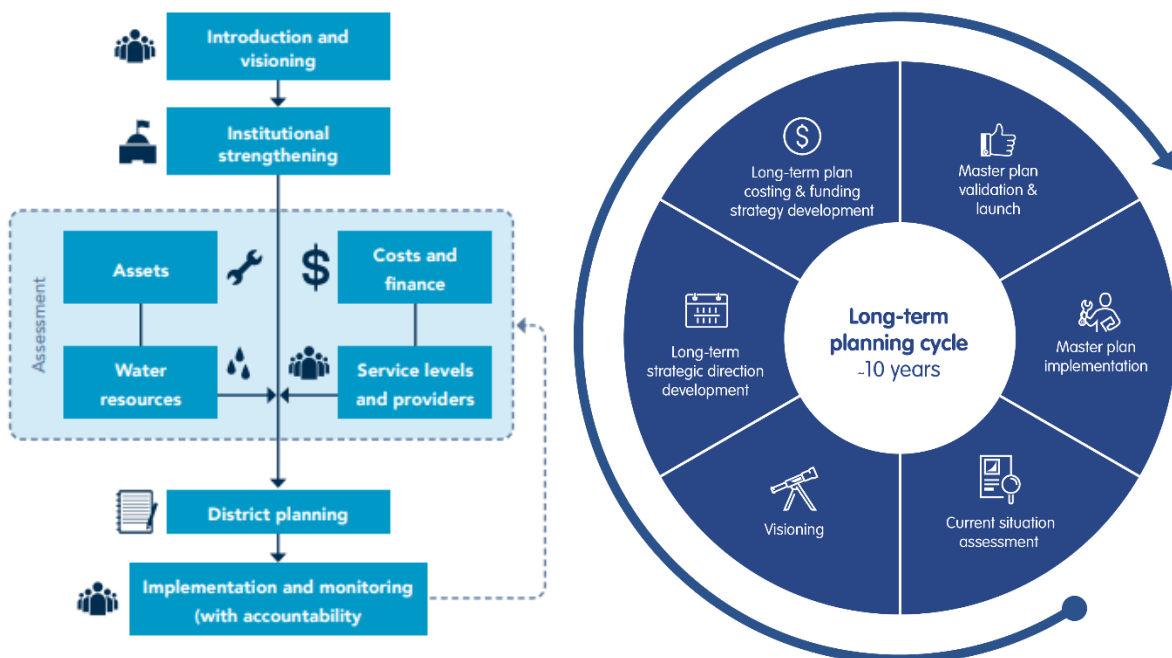 Introduction and
visioning
Institutional
strengthening
Assessment
Assets
Costs and
finance
Water
resources
Service levels
and providers
District planning
Implementation and monitoring
(with accountability
Long-term plan
costing & funding
strategy development
Master plan
validation &
launch
Long-term
strategic direction
development
Long-term
planning cycle
~10 years
Master plan
implementation
Visioning
Current situation
assessment